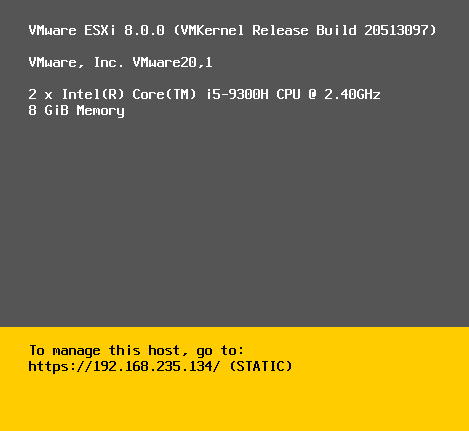 VMware ESXi 8.0.0 (VMKernel Release Build 20513097)
VMware, Inc. VMware20,1
2 x Intel(R) Core(TM) i5-9300H CPU @ 2.40GHz
8 GiB Memory
To manage this host, go to:
https://192.168.235.134/ (STATIC)